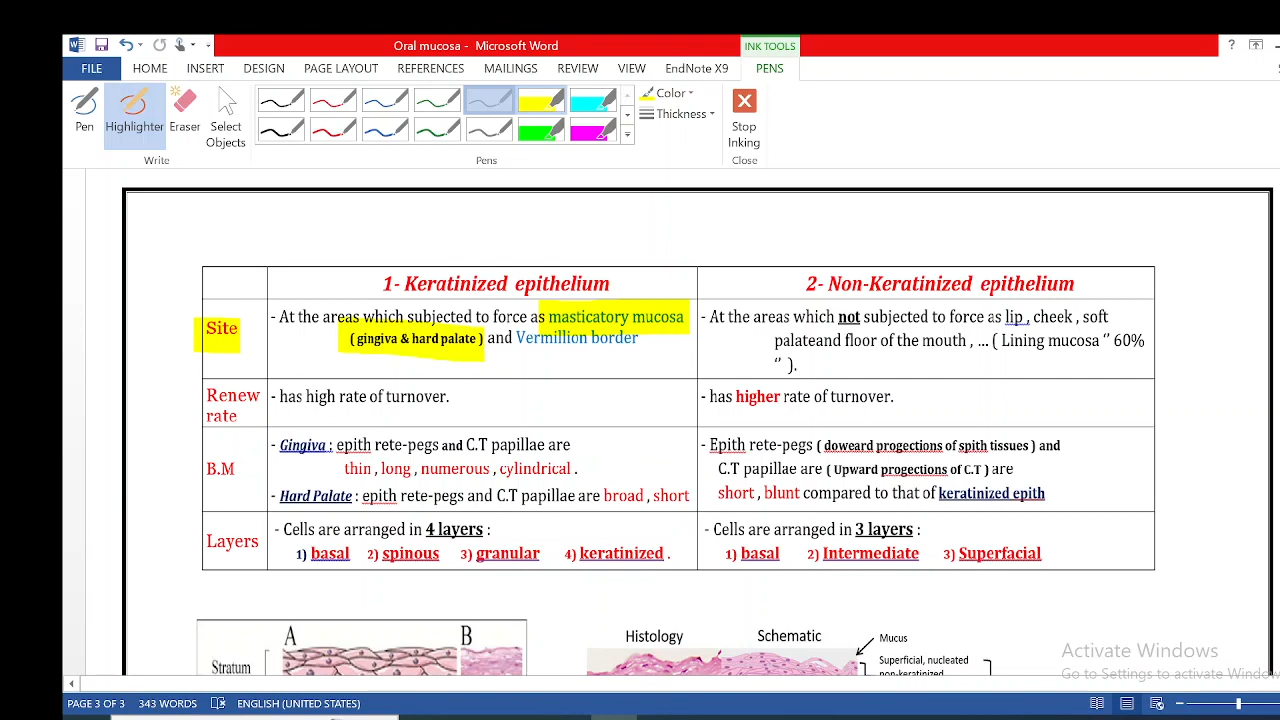 Oral mucosa - Microsoft Word
INK TOOLS
?
FILE HOME INSERT DESIGN PAGE LAYOUT REFERENCES MAILINGS REVIEW VIEW EndNote X9 PENS
Pen
Highlighter
Eraser
Select Objects
Color
Thickness
Stop Inking
Write
Pens
Close
1- Keratinized epithelium
2- Non-Keratinized epithelium
Site
- At the areas which subjected to force as masticatory mucosa
( gingiva & hard palate ) and Vermillion border
- At the areas which not subjected to force as lip , cheek , soft
palateand floor of the mouth , ... ( Lining mucosa " 60%
" ).
Renew
rate
- has high rate of turnover.
- has higher rate of turnover.
B.M
- Gingiva : epith rete-pegs and C.T papillae are
thin , long , numerous , cylindrical .
- Hard Palate : epith rete-pegs and C.T papillae are broad , short
- Epith rete-pegs ( doweard progections of spith tissues ) and
C.T papillae are ( Upward progections of C.T ) are
short , blunt compared to that of keratinized epith
Layers
- Cells are arranged in 4 layers :
1) basal 2) spinous 3) granular 4) keratinized .
- Cells are arranged in 3 layers :
1) basal 2) Intermediate 3) Superfacial
A B
Stratum
Histology Schematic
Mucus
Superficial, nucleated
non-keratinized
Activate Windows
Go to Settings to activate Window
PAGE 3 OF 3 343 WORDS ENGLISH (UNITED STATES)